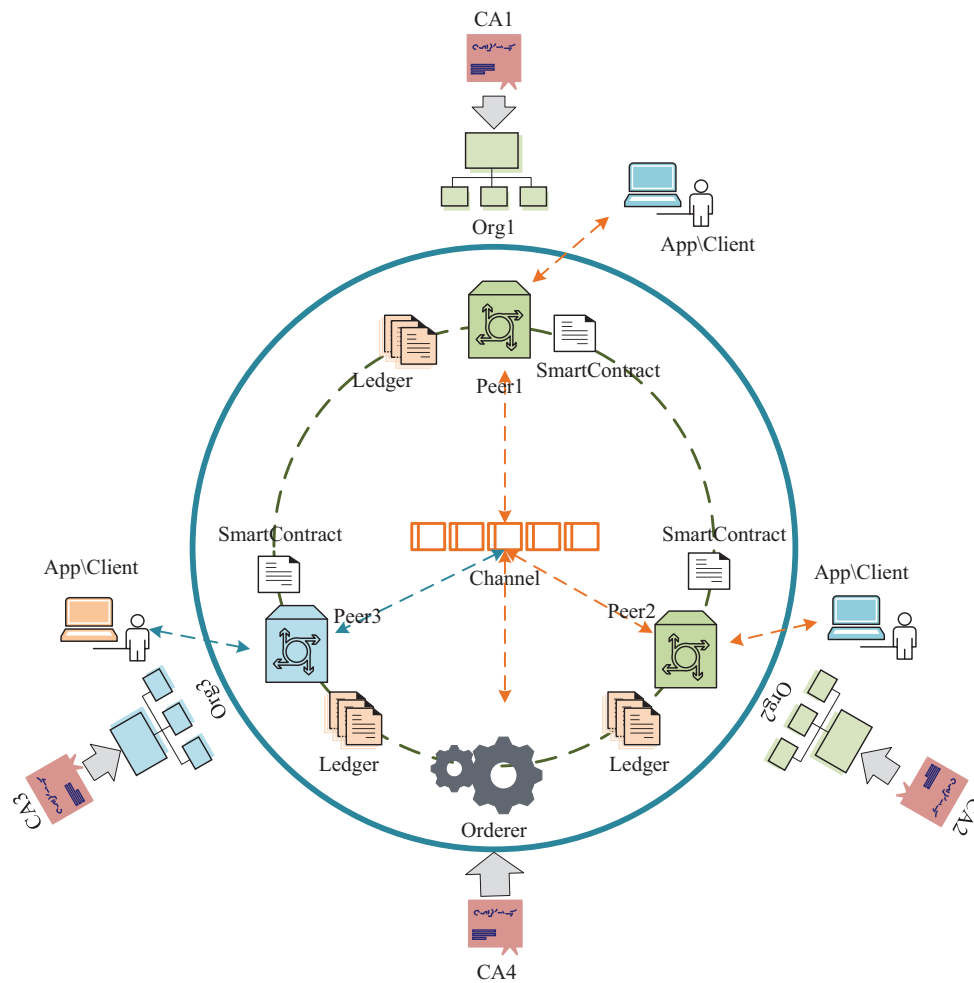 CA1
Org1
App\Client
Peer1
SmartContract
Ledger
SmartContract
SmartContract
Channel
App\Client
App\Client
Peer3
Peer2
Org3
Org2
Ledger
Ledger
CA3
CA2
Orderer
CA4